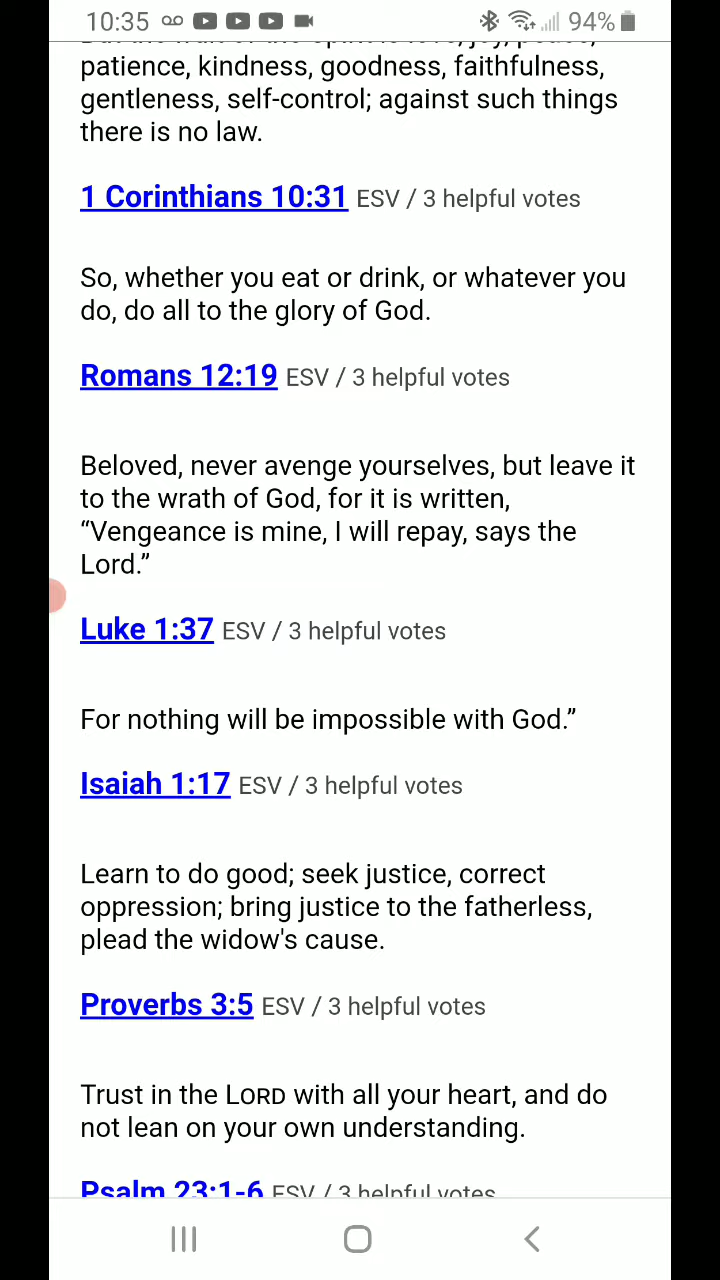 10:35 94%
patience, kindness, goodness, faithfulness,
gentleness, self-control; against such things
there is no law.
1 Corinthians 10:31 ESV / 3 helpful votes
So, whether you eat or drink, or whatever you
do, do all to the glory of God.
Romans 12:19 ESV / 3 helpful votes
Beloved, never avenge yourselves, but leave it
to the wrath of God, for it is written,
“Vengeance is mine, I will repay, says the
Lord.”
Luke 1:37 ESV / 3 helpful votes
For nothing will be impossible with God.”
Isaiah 1:17 ESV / 3 helpful votes
Learn to do good; seek justice, correct
oppression; bring justice to the fatherless,
plead the widow's cause.
Proverbs 3:5 ESV / 3 helpful votes
Trust in the LORD with all your heart, and do
not lean on your own understanding.
Psalm 23:1-6 ESV / 3 helpful votes